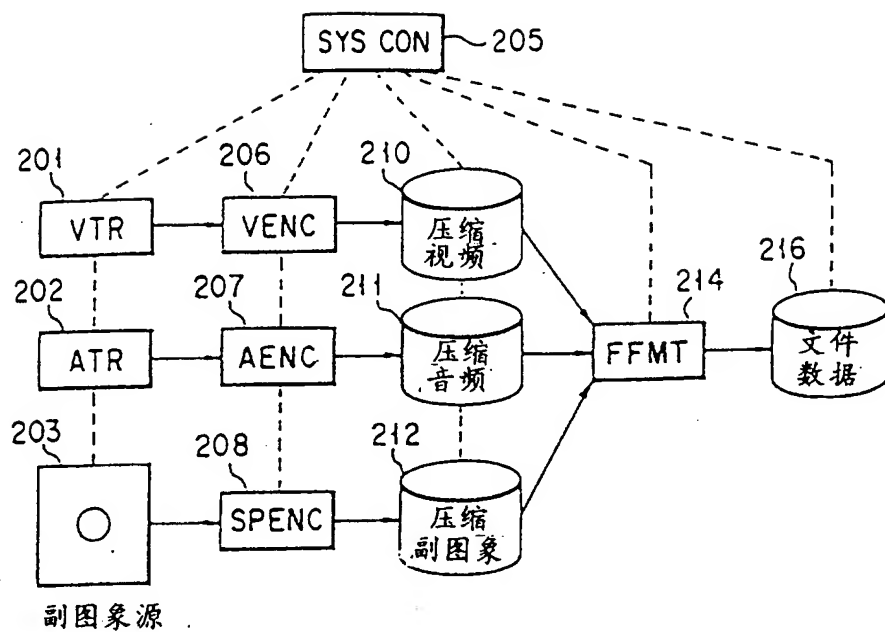 SYS CON
205
201
206
210
VTR
VENC
压缩
视频
202
207
211
214
216
ATR
AENC
压缩
音频
FFMT
文件
数据
203
208
212
SPENC
压缩
副图象
副图象源